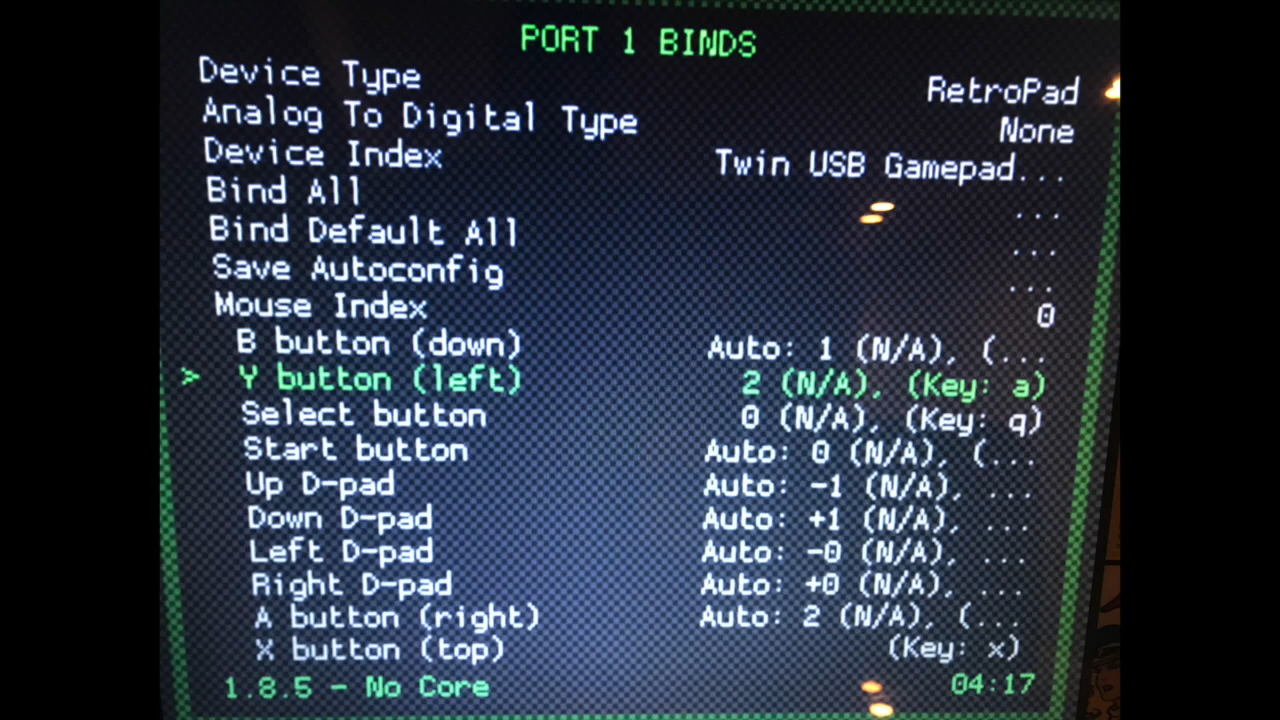 PORT 1 BINDS
Device Type RetroPad
Analog To Digital Type None
Device Index Twin USB Gamepad...
Bind All ...
Bind Default All ...
Save Autoconfig ...
Mouse Index 0
B button (down) Auto: 1 (N/A), (...
> Y button (left) 2 (N/A), (Key: a)
Select button 0 (N/A), (Key: q)
Start button Auto: 0 (N/A), (...
Up D-pad Auto: -1 (N/A), ...
Down D-pad Auto: +1 (N/A), ...
Left D-pad Auto: -0 (N/A), ...
Right D-pad Auto: +0 (N/A), ...
A button (right) Auto: 2 (N/A), (...
X button (top) (Key: x)
1.8.5 - No Core 04:17